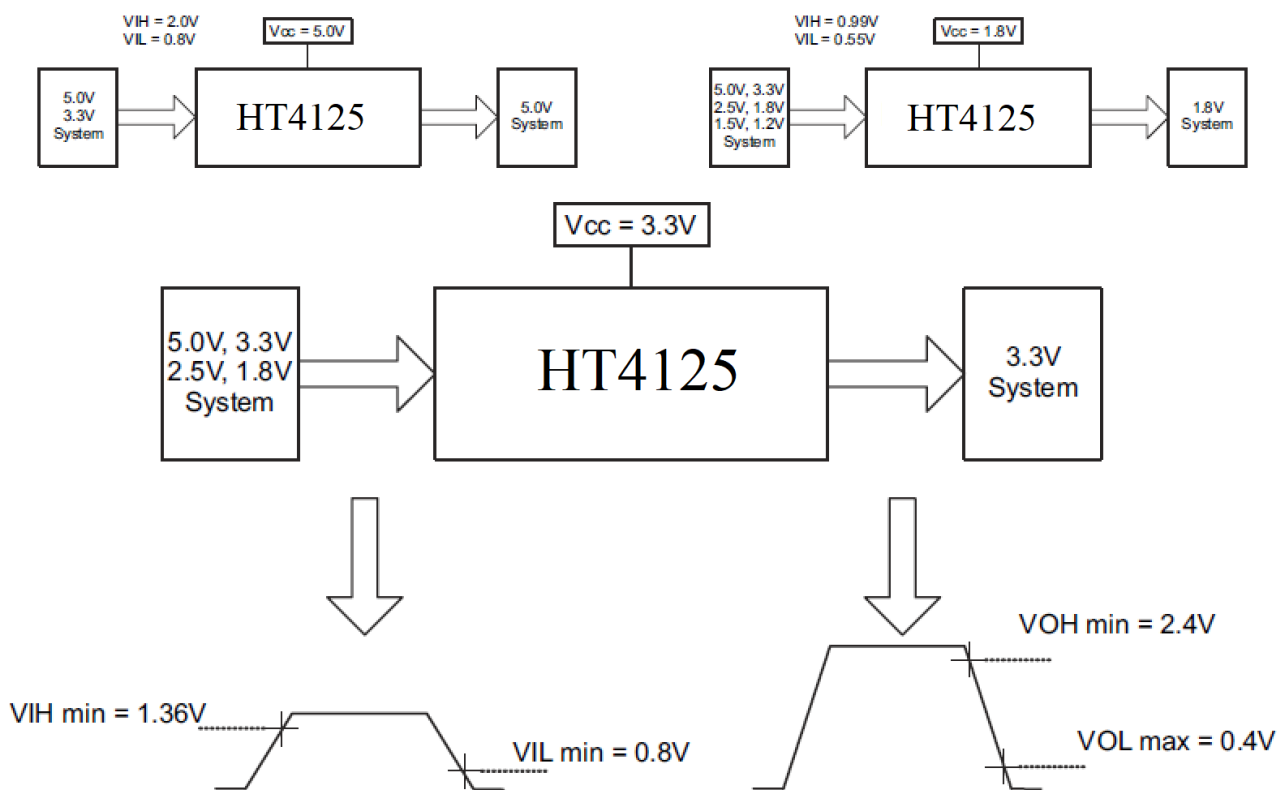 VIH = 2.0V
VIL = 0.8V
Vcc = 5.0V
5.0V
3.3V
System
HT4125
5.0V
System
VIH = 0.99V
VIL = 0.55V
Vcc = 1.8V
5.0V, 3.3V
2.5V, 1.8V
1.5V, 1.2V
System
HT4125
1.8V
System
Vcc = 3.3V
5.0V, 3.3V
2.5V, 1.8V
System
HT4125
3.3V
System
VIH min = 1.36V
VIL min = 0.8V
VOH min = 2.4V
VOL max = 0.4V